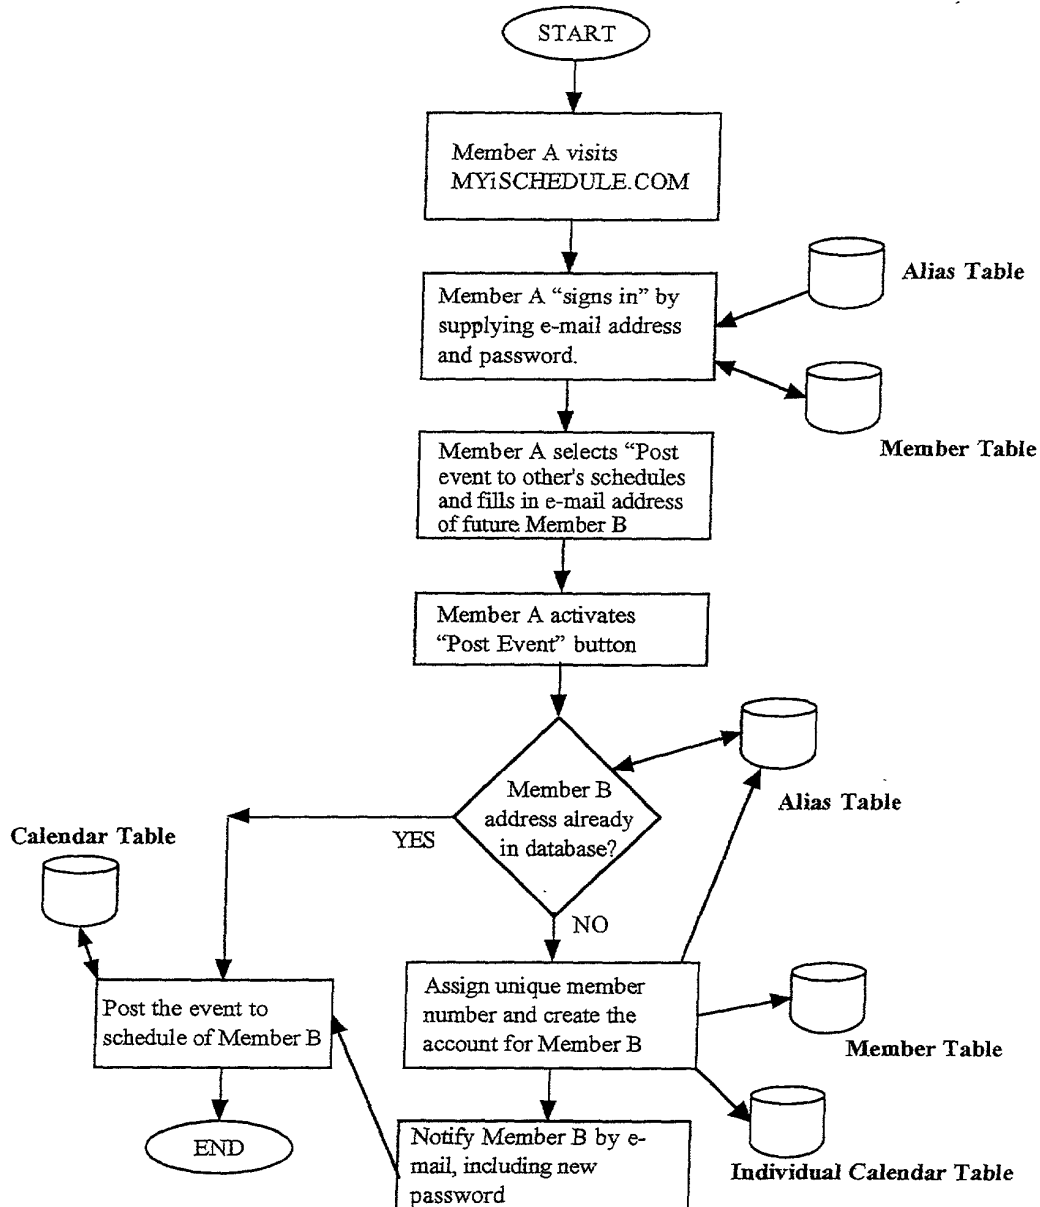 START
Member A visits
MYiSCHEDULE.COM
Alias Table
Member A “signs in” by
supplying e-mail address
and password.
Member Table
Member A selects “Post
event to other's schedules
and fills in e-mail address
of future Member B
Member A activates
“Post Event” button
Member B
address already
in database?
Alias Table
YES
Calendar Table
NO
Post the event to
schedule of Member B
Assign unique member
number and create the
account for Member B
Member Table
END
Notify Member B by e-
mail, including new
password
Individual Calendar Table